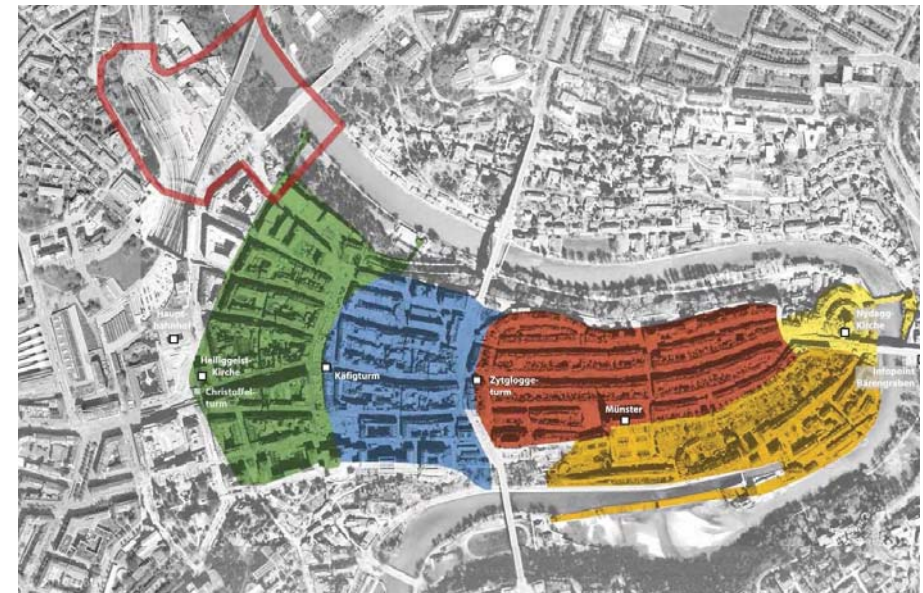 Haupt-
bahnhof
Heiliggeist-
Kirche
Christoffel-
turm
Käfigturm
Zytglogge-
turm
Münster
Nydegg-
Kirche
Infopoint
Bärengraben